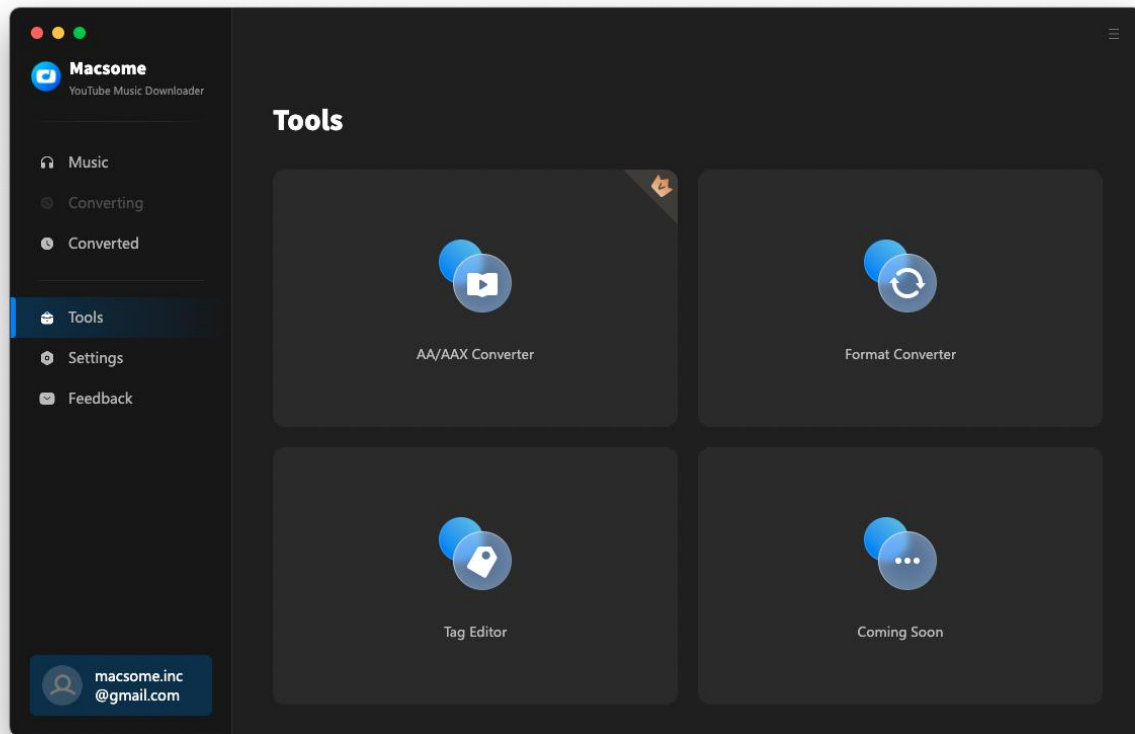 Macsome
YouTube Music Downloader
Music
Converting
Converted
Tools
Settings
Feedback
macsome.inc
@gmail.com
Tools
AA/AAX Converter
Format Converter
Tag Editor
Coming Soon